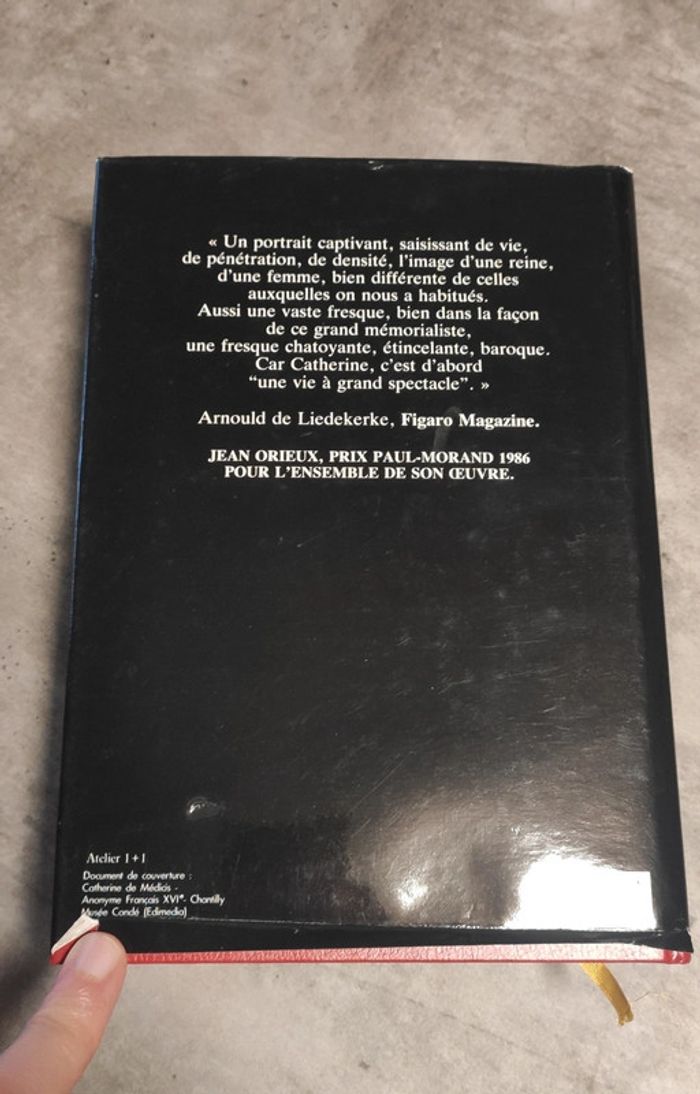 « Un portrait captivant, saisissant de vie,
de pénétration, de densité, l'image d'une reine,
d'une femme, bien différente de celles
auxquelles on nous a habitués.
Aussi une vaste fresque, bien dans la façon
de ce grand mémorialiste,
une fresque chatoyante, étincelante, baroque.
Car Catherine, c'est d'abord
“une vie à grand spectacle”. »
Arnould de Liedekerke, Figaro Magazine.
JEAN ORIEUX, PRIX PAUL-MORAND 1986
POUR L'ENSEMBLE DE SON ŒUVRE.
Atelier 1 + 1
Document de couverture :
Catherine de Médicis -
Anonyme Français XVIᵉ- Chantilly
Musée Condé (Edimedia)